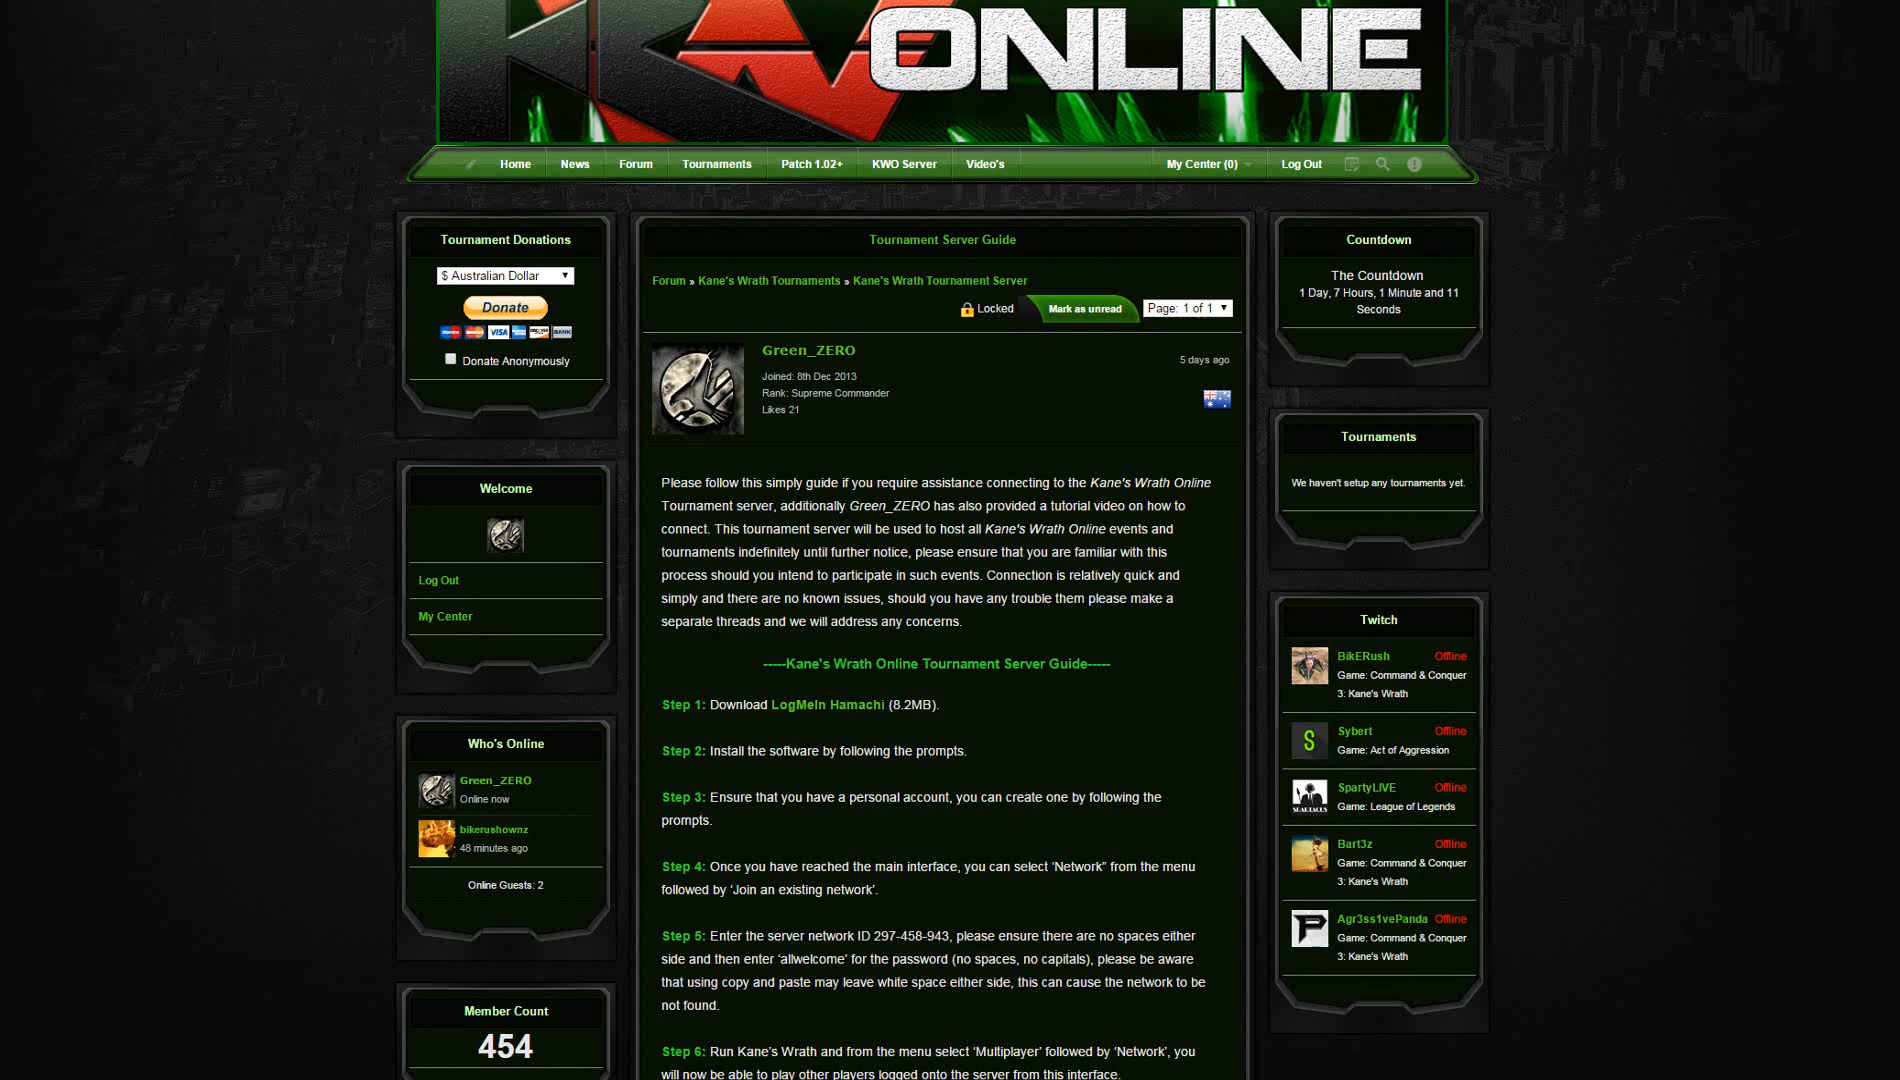 ONLINE
Home News Forum Tournaments Patch 1.02+ KWO Server Video's My Center (0) Log Out
Tournament Donations
$ Australian Dollar
Donate
VISA
BANK
Donate Anonymously
Welcome
Log Out
My Center
Who's Online
Green_ZERO
Online now
bikerushownz
48 minutes ago
Online Guests: 2
Member Count
454
Tournament Server Guide
Forum » Kane's Wrath Tournaments » Kane's Wrath Tournament Server
Locked Mark as unread Page: 1 of 1
Green_ZERO
5 days ago
Joined: 8th Dec 2013
Rank: Supreme Commander
Likes 21
Please follow this simply guide if you require assistance connecting to the Kane's Wrath Online
Tournament server, additionally Green_ZERO has also provided a tutorial video on how to
connect. This tournament server will be used to host all Kane's Wrath Online events and
tournaments indefinitely until further notice, please ensure that you are familiar with this
process should you intend to participate in such events. Connection is relatively quick and
simply and there are no known issues, should you have any trouble them please make a
separate threads and we will address any concerns.
-----Kane's Wrath Online Tournament Server Guide-----
Step 1: Download LogMeIn Hamachi (8.2MB).
Step 2: Install the software by following the prompts.
Step 3: Ensure that you have a personal account, you can create one by following the
prompts.
Step 4: Once you have reached the main interface, you can select ‘Network” from the menu
followed by ‘Join an existing network’.
Step 5: Enter the server network ID 297-458-943, please ensure there are no spaces either
side and then enter ‘allwelcome’ for the password (no spaces, no capitals), please be aware
that using copy and paste may leave white space either side, this can cause the network to be
not found.
Step 6: Run Kane’s Wrath and from the menu select ‘Multiplayer’ followed by ‘Network’, you
will now be able to play other players logged onto the server from this interface.
Countdown
The Countdown
1 Day, 7 Hours, 1 Minute and 11
Seconds
Tournaments
We haven't setup any tournaments yet.
Twitch
BikERush Offline
Game: Command & Conquer
3: Kane's Wrath
S
Sybert Offline
Game: Act of Aggression
SpartyLIVE Offline
Game: League of Legends
Bart3z Offline
Game: Command & Conquer
3: Kane's Wrath
P
Agr3ss1vePanda Offline
Game: Command & Conquer
3: Kane's Wrath